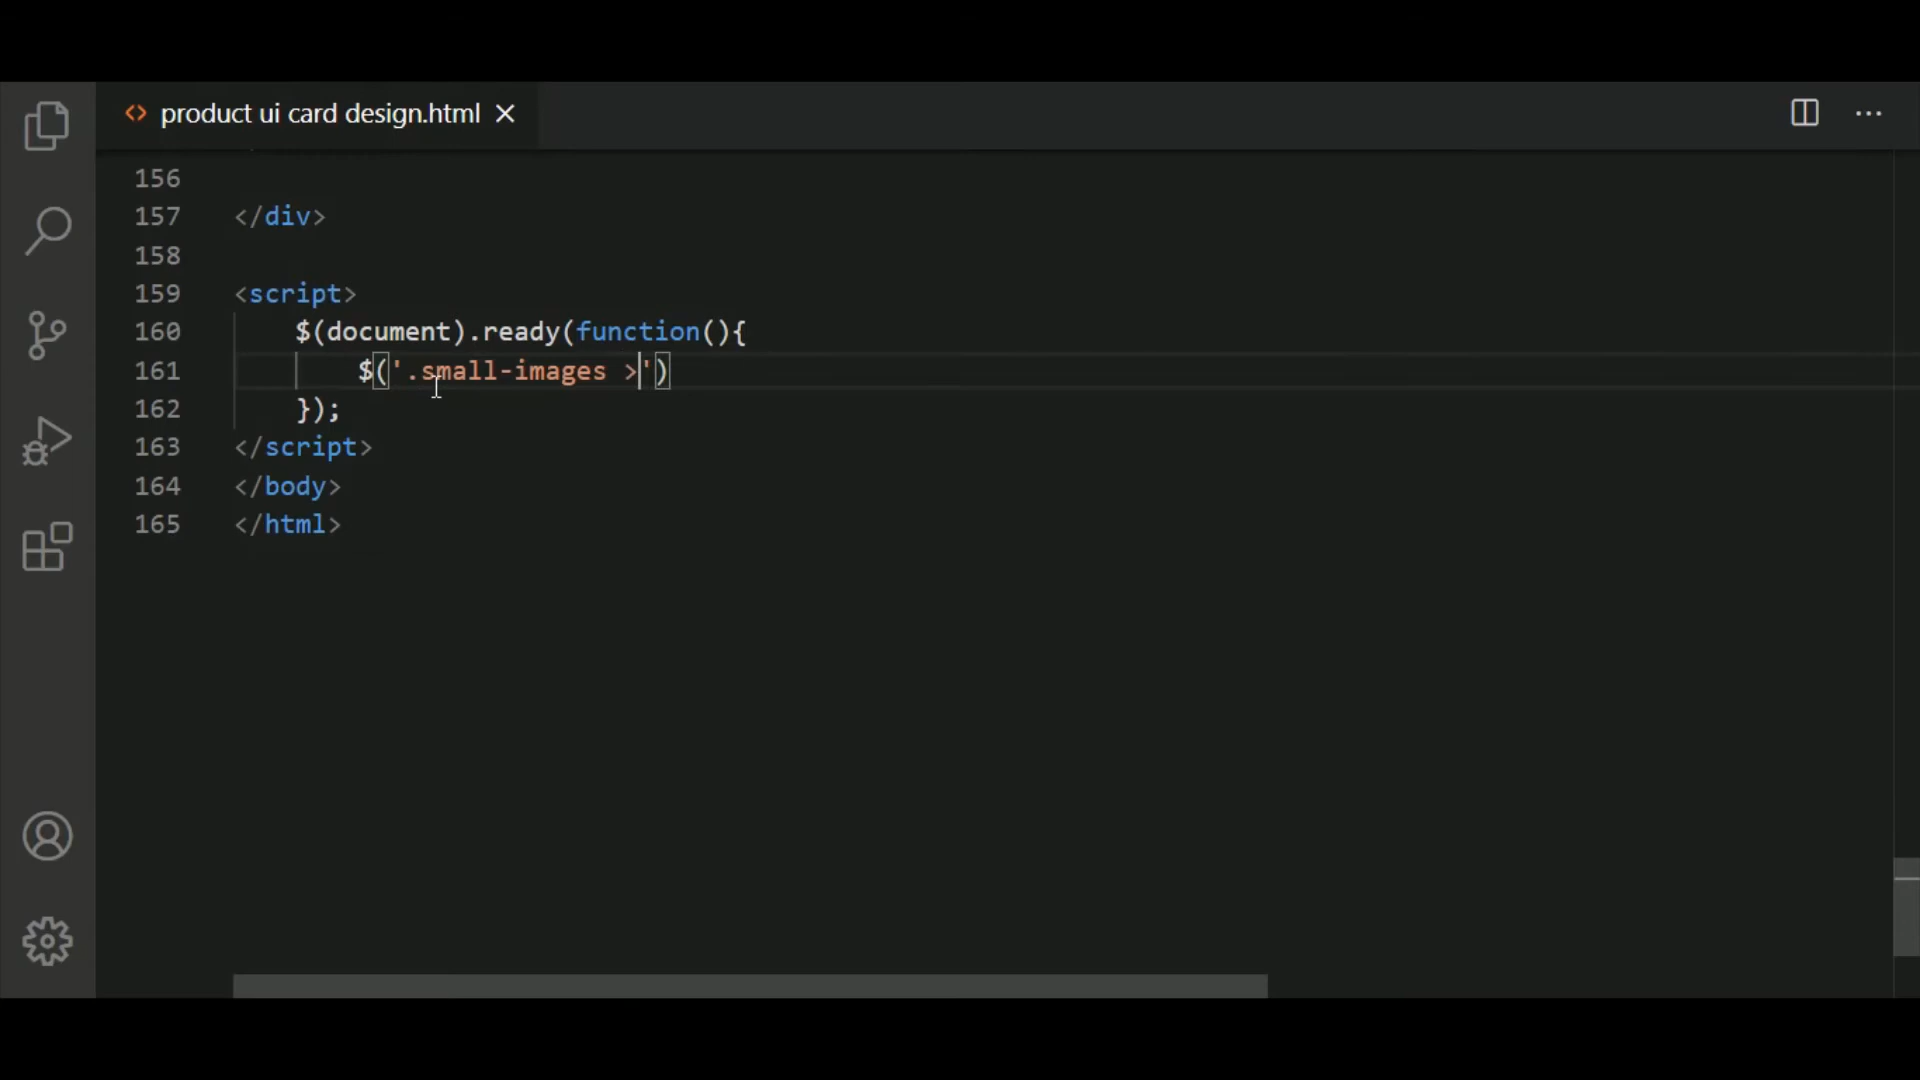 product ui card design.html
156
157 </div>
158
159 <script>
160 $(document).ready(function(){
161 $('.small-images >')
162 });
163 </script>
164 </body>
165 </html>